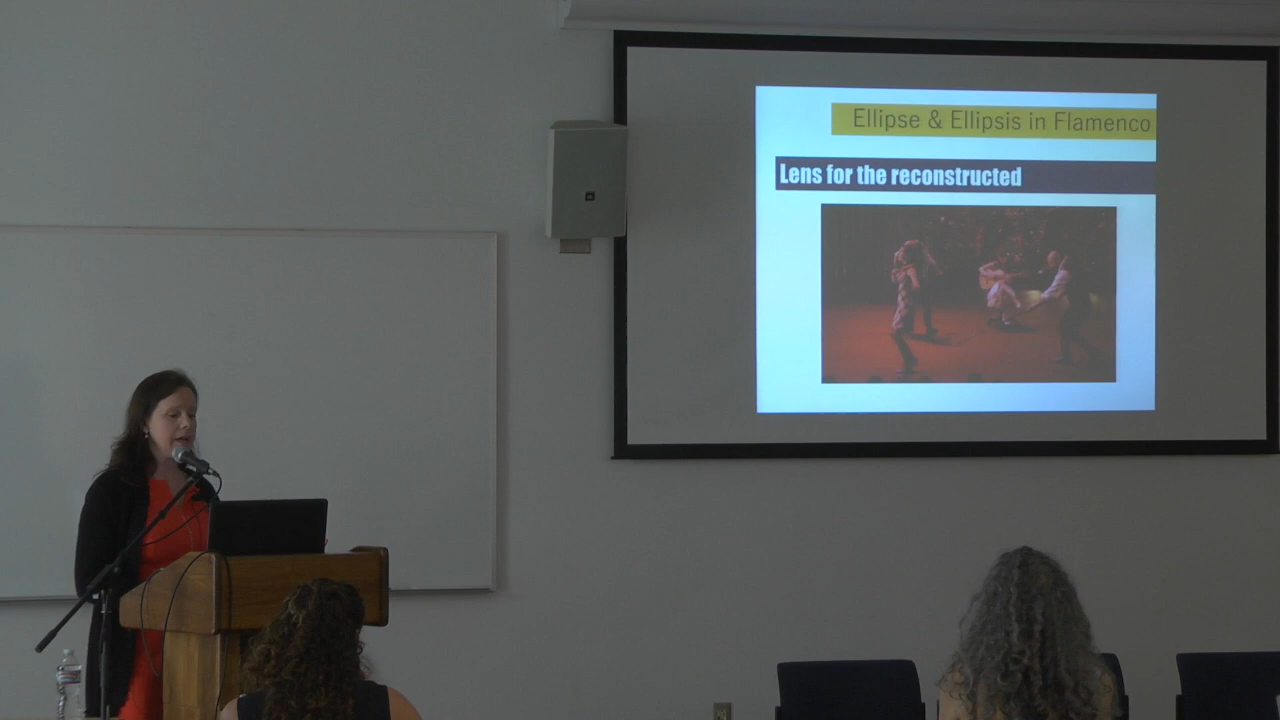 Ellipse & Ellipsis in Flamenco
Lens for the reconstructed